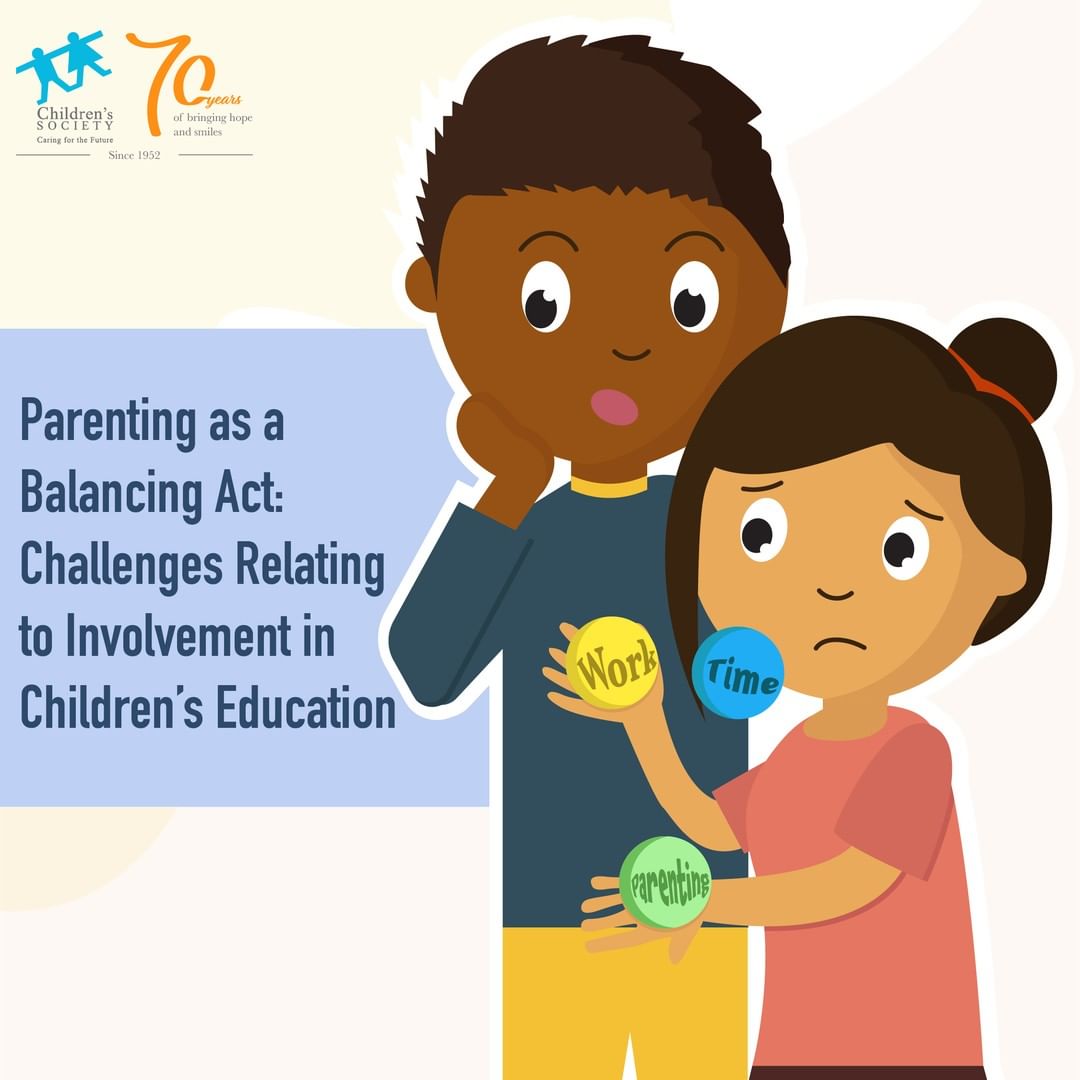 Children's
SOCIETY
Caring for the Future
70 years
of bringing hope
and smiles
Since 1952
Parenting as a
Balancing Act:
Challenges Relating
to Involvement in
Children’s Education
Work
Time
Parenting